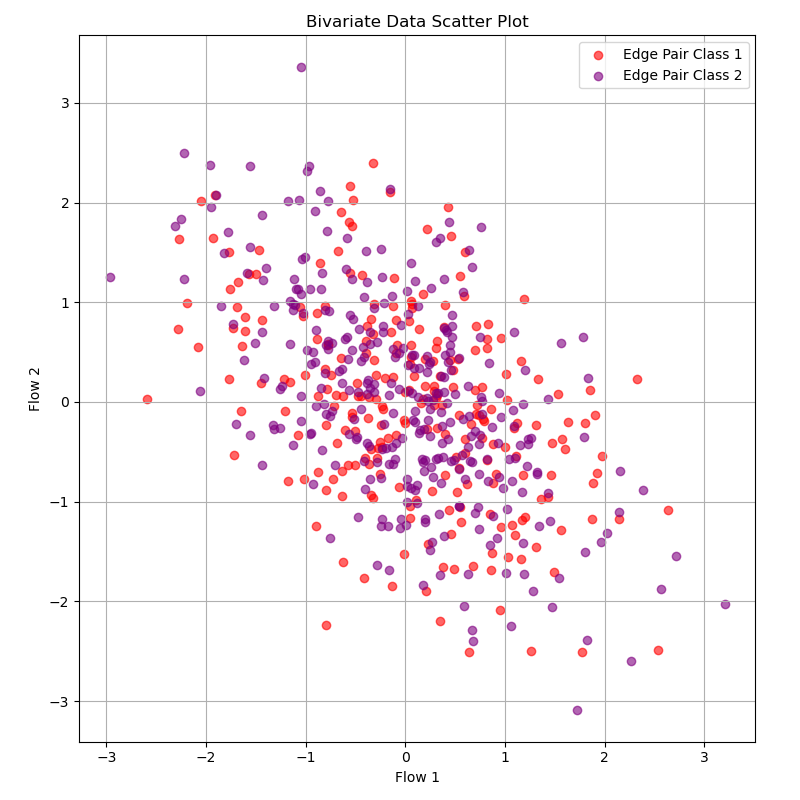 Bivariate Data Scatter Plot
Edge Pair Class 1
Edge Pair Class 2
3
2
1
0
−1
−2
−3
Flow 2
−3
−2
−1
0
1
2
3
Flow 1